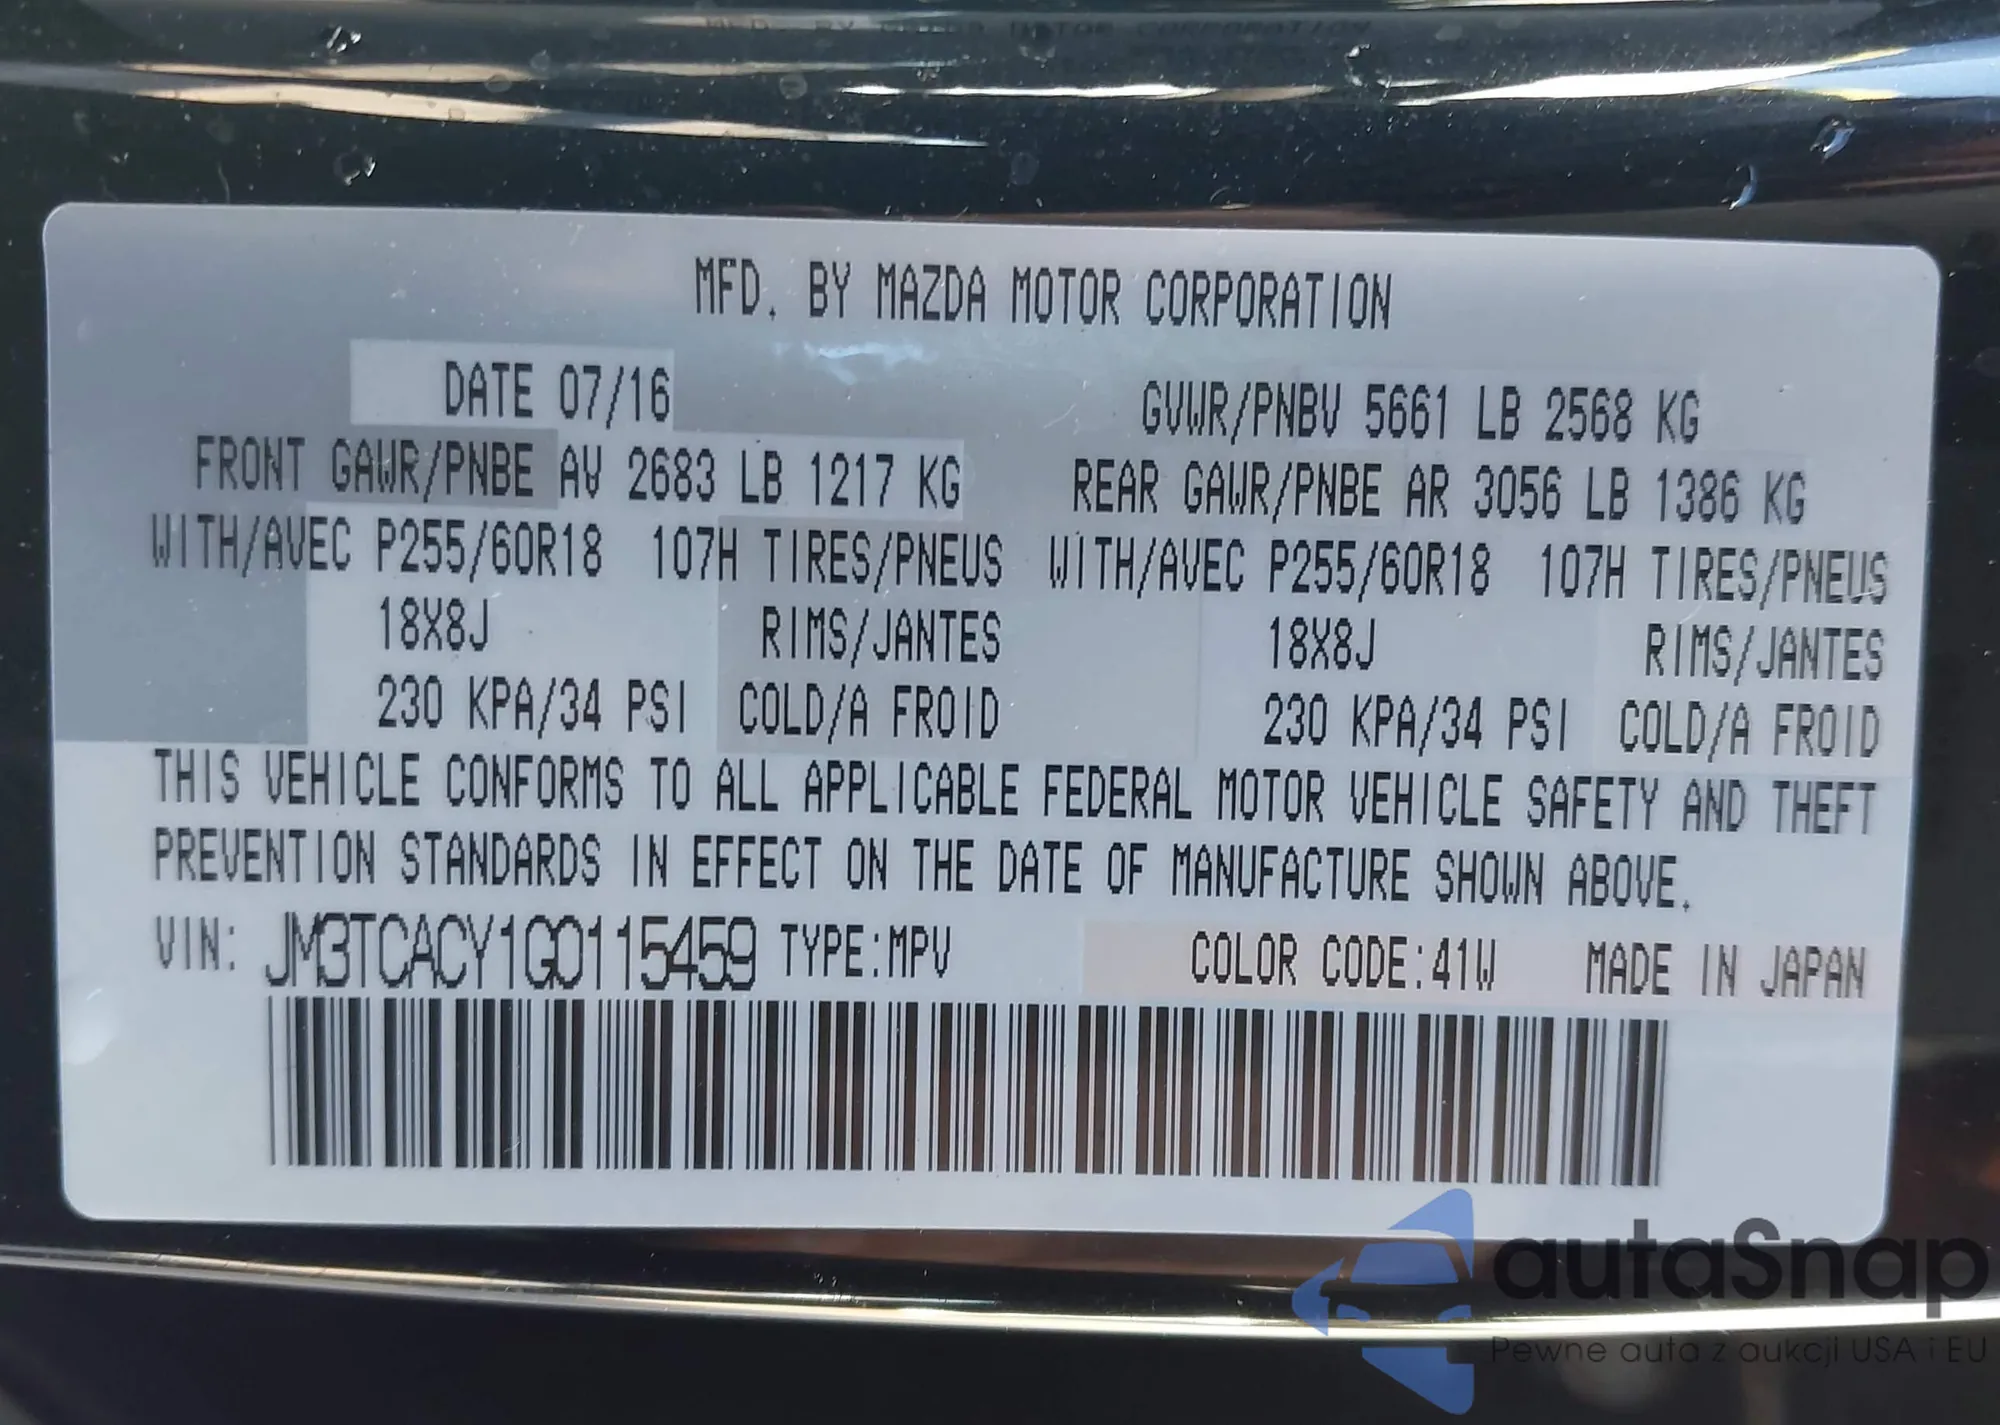 MFD. BY MAZDA MOTOR CORPORATION
DATE 07/16 GVWR/PNBV 5661 LB 2568 KG
FRONT GAWR/PNBE AV 2683 LB 1217 KG REAR GAWR/PNBE AR 3056 LB 1386 KG
WITH/AVEC P255/60R18 107H TIRES/PNEUS WITH/AVEC P255/60R18 107H TIRES/PNEUS
18X8J RIMS/JANTES 18X8J RIMS/JANTES
230 KPA/34 PSI COLD/A FROID 230 KPA/34 PSI COLD/A FROID
THIS VEHICLE CONFORMS TO ALL APPLICABLE FEDERAL MOTOR VEHICLE SAFETY AND THEFT
PREVENTION STANDARDS IN EFFECT ON THE DATE OF MANUFACTURE SHOWN ABOVE.
VIN: JM3TCACY1G0115459 TYPE:MPV COLOR CODE:41W MADE IN JAPAN
autaSnap
Pewne auta z aukcji USA i EU